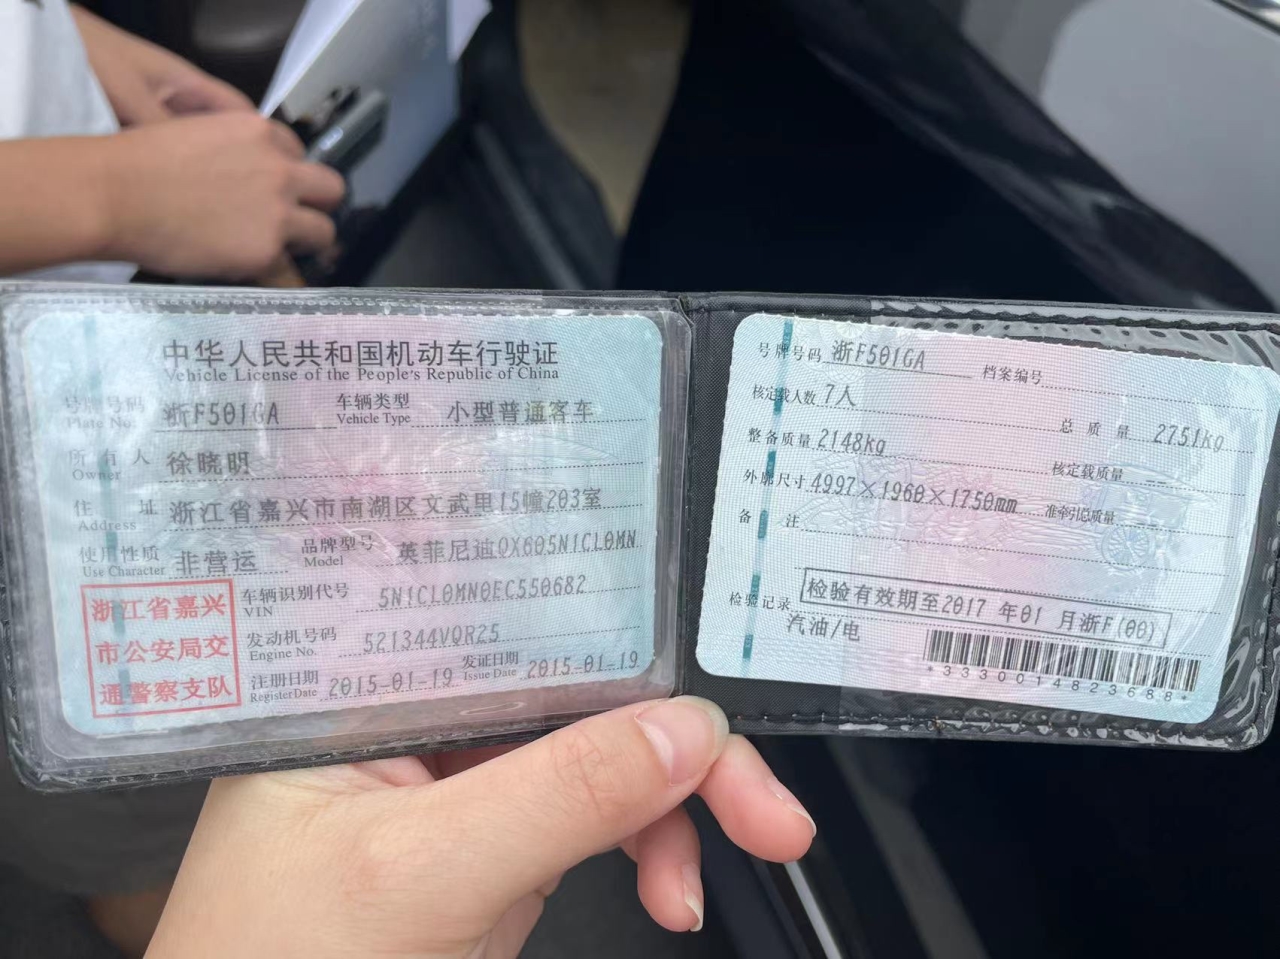 中华人民共和国机动车行驶证
Vehicle License of the People's Republic of China
号牌号码 浙F501GA 车辆类型 小型普通客车
Plate No. Vehicle Type
所有人 徐晓明
Owner
住址 浙江省嘉兴市南湖区文武里15幢203室
Address
使用性质 非营运 品牌型号 英菲尼迪QX605N1CL0MN
Use Character Model
浙江省嘉兴
市公安局交
通警察支队
车辆识别代号 5N1CL0MN0EC550682
VIN
发动机号码 521344VQR25
Engine No.
注册日期 2015-01-19 发证日期 2015-01-19
Register Date Issue Date
号牌号码 浙F501GA 档案编号
核定载人数 7人 总质量 2751kg
整备质量 2148kg 核定载质量 --
外廓尺寸 4997×1960×1750mm 准牵引总质量
备注
检验记录 检验有效期至2017年01月浙F(00)
汽油/电
*3330014823688*